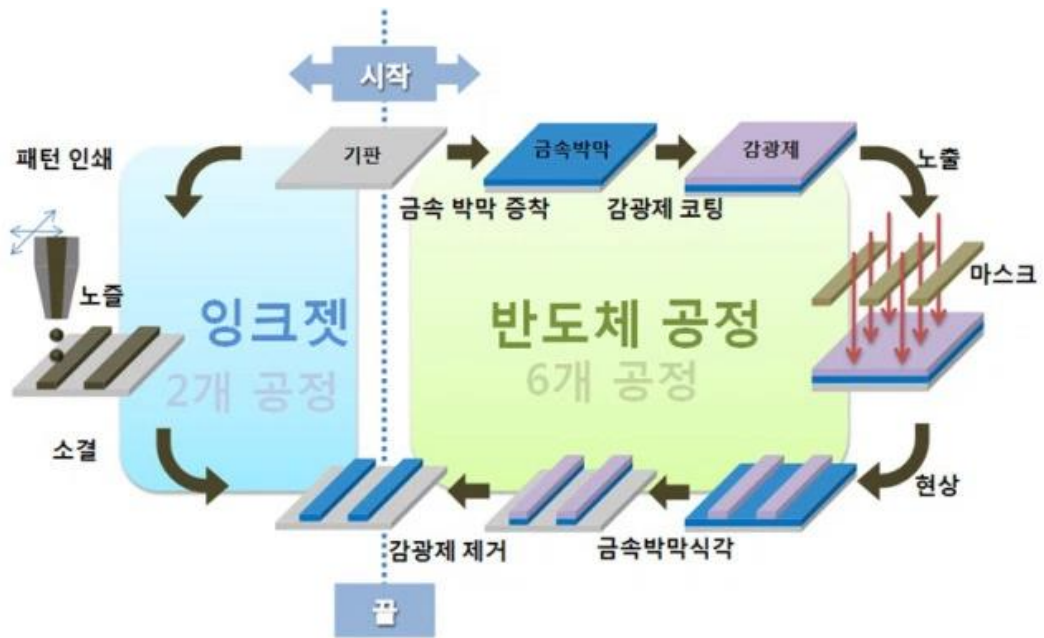 시작
패턴 인쇄
기판
금속박막
감광제
노출
금속 박막 증착
감광제 코팅
마스크
노즐
잉크젯
2개 공정
반도체 공정
6개 공정
소결
현상
감광제 제거
금속박막식각
끝